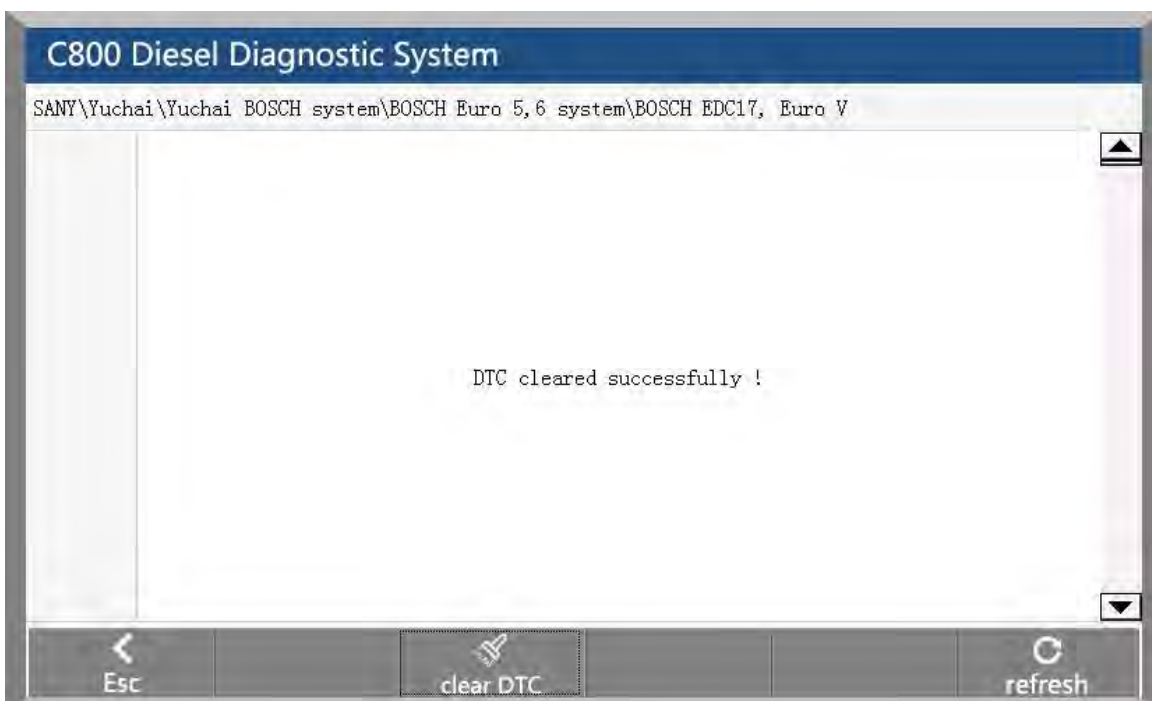 C800 Diesel Diagnostic System
SANY\Yuchai\Yuchai BOSCH system\BOSCH Euro 5,6 system\BOSCH EDC17, Euro V
DTC cleared successfully !
Esc
clear DTC
refresh